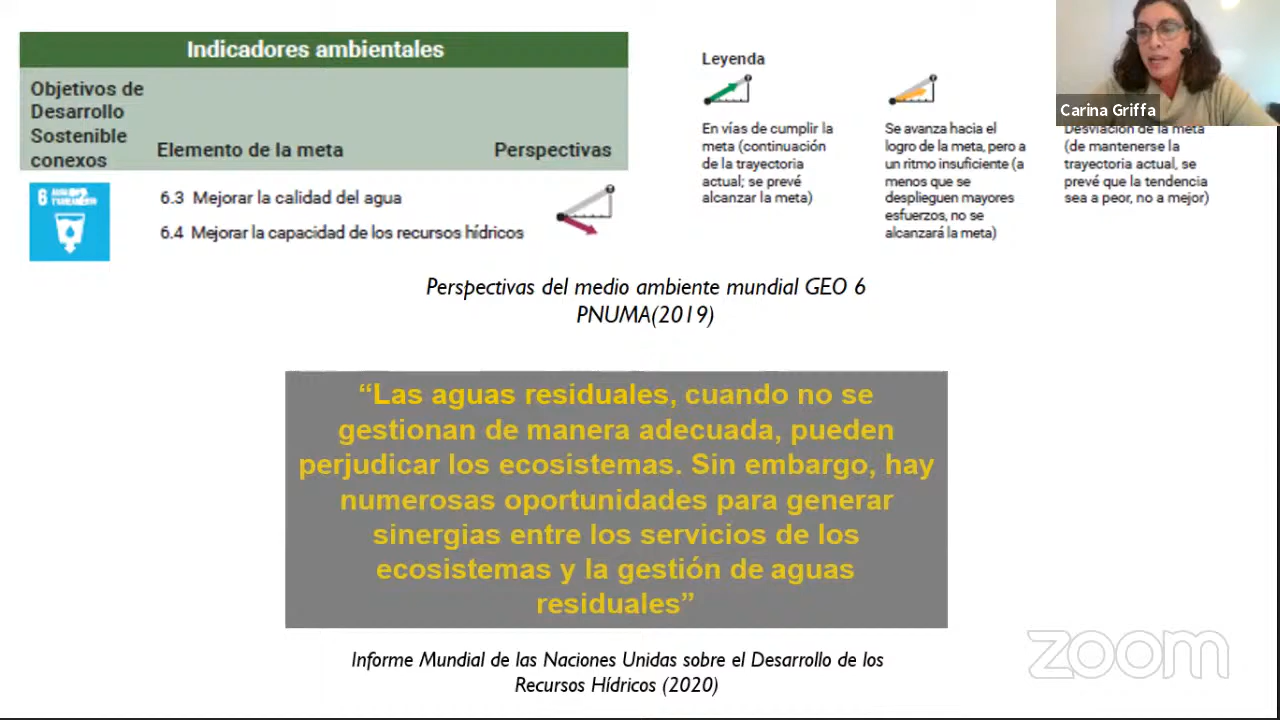 Indicadores ambientales
Objetivos de
Desarrollo
Sostenible
conexos
Elemento de la meta
Perspectivas
6
6.3 Mejorar la calidad del agua
6.4 Mejorar la capacidad de los recursos hídricos
Leyenda
En vías de cumplir la
meta (continuación
de la trayectoria
actual; se prevé
alcanzar la meta)
Se avanza hacia el
logro de la meta, pero a
un ritmo insuficiente (a
menos que se
desplieguen mayores
esfuerzos, no se
alcanzará la meta)
Carina Griffa
Desviación de la meta
(de mantenerse la
trayectoria actual, se
prevé que la tendencia
sea a peor, no a mejor)
Perspectivas del medio ambiente mundial GEO 6
PNUMA(2019)
“Las aguas residuales, cuando no se
gestionan de manera adecuada, pueden
perjudicar los ecosistemas. Sin embargo, hay
numerosas oportunidades para generar
sinergias entre los servicios de los
ecosistemas y la gestión de aguas
residuales”
Informe Mundial de las Naciones Unidas sobre el Desarrollo de los
Recursos Hídricos (2020)
zoom